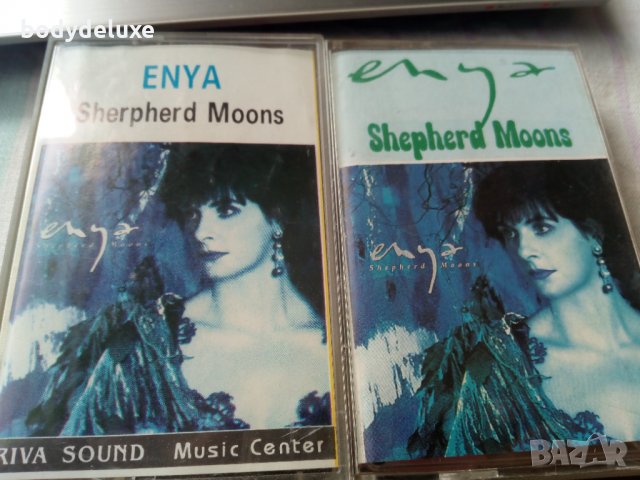 bodydeluxe
ENYA
Sherpherd Moons
enya
Shepherd Moons
RIVA SOUND Music Center
enya
Shepherd Moons
enya
Shepherd Moons
BAZAR